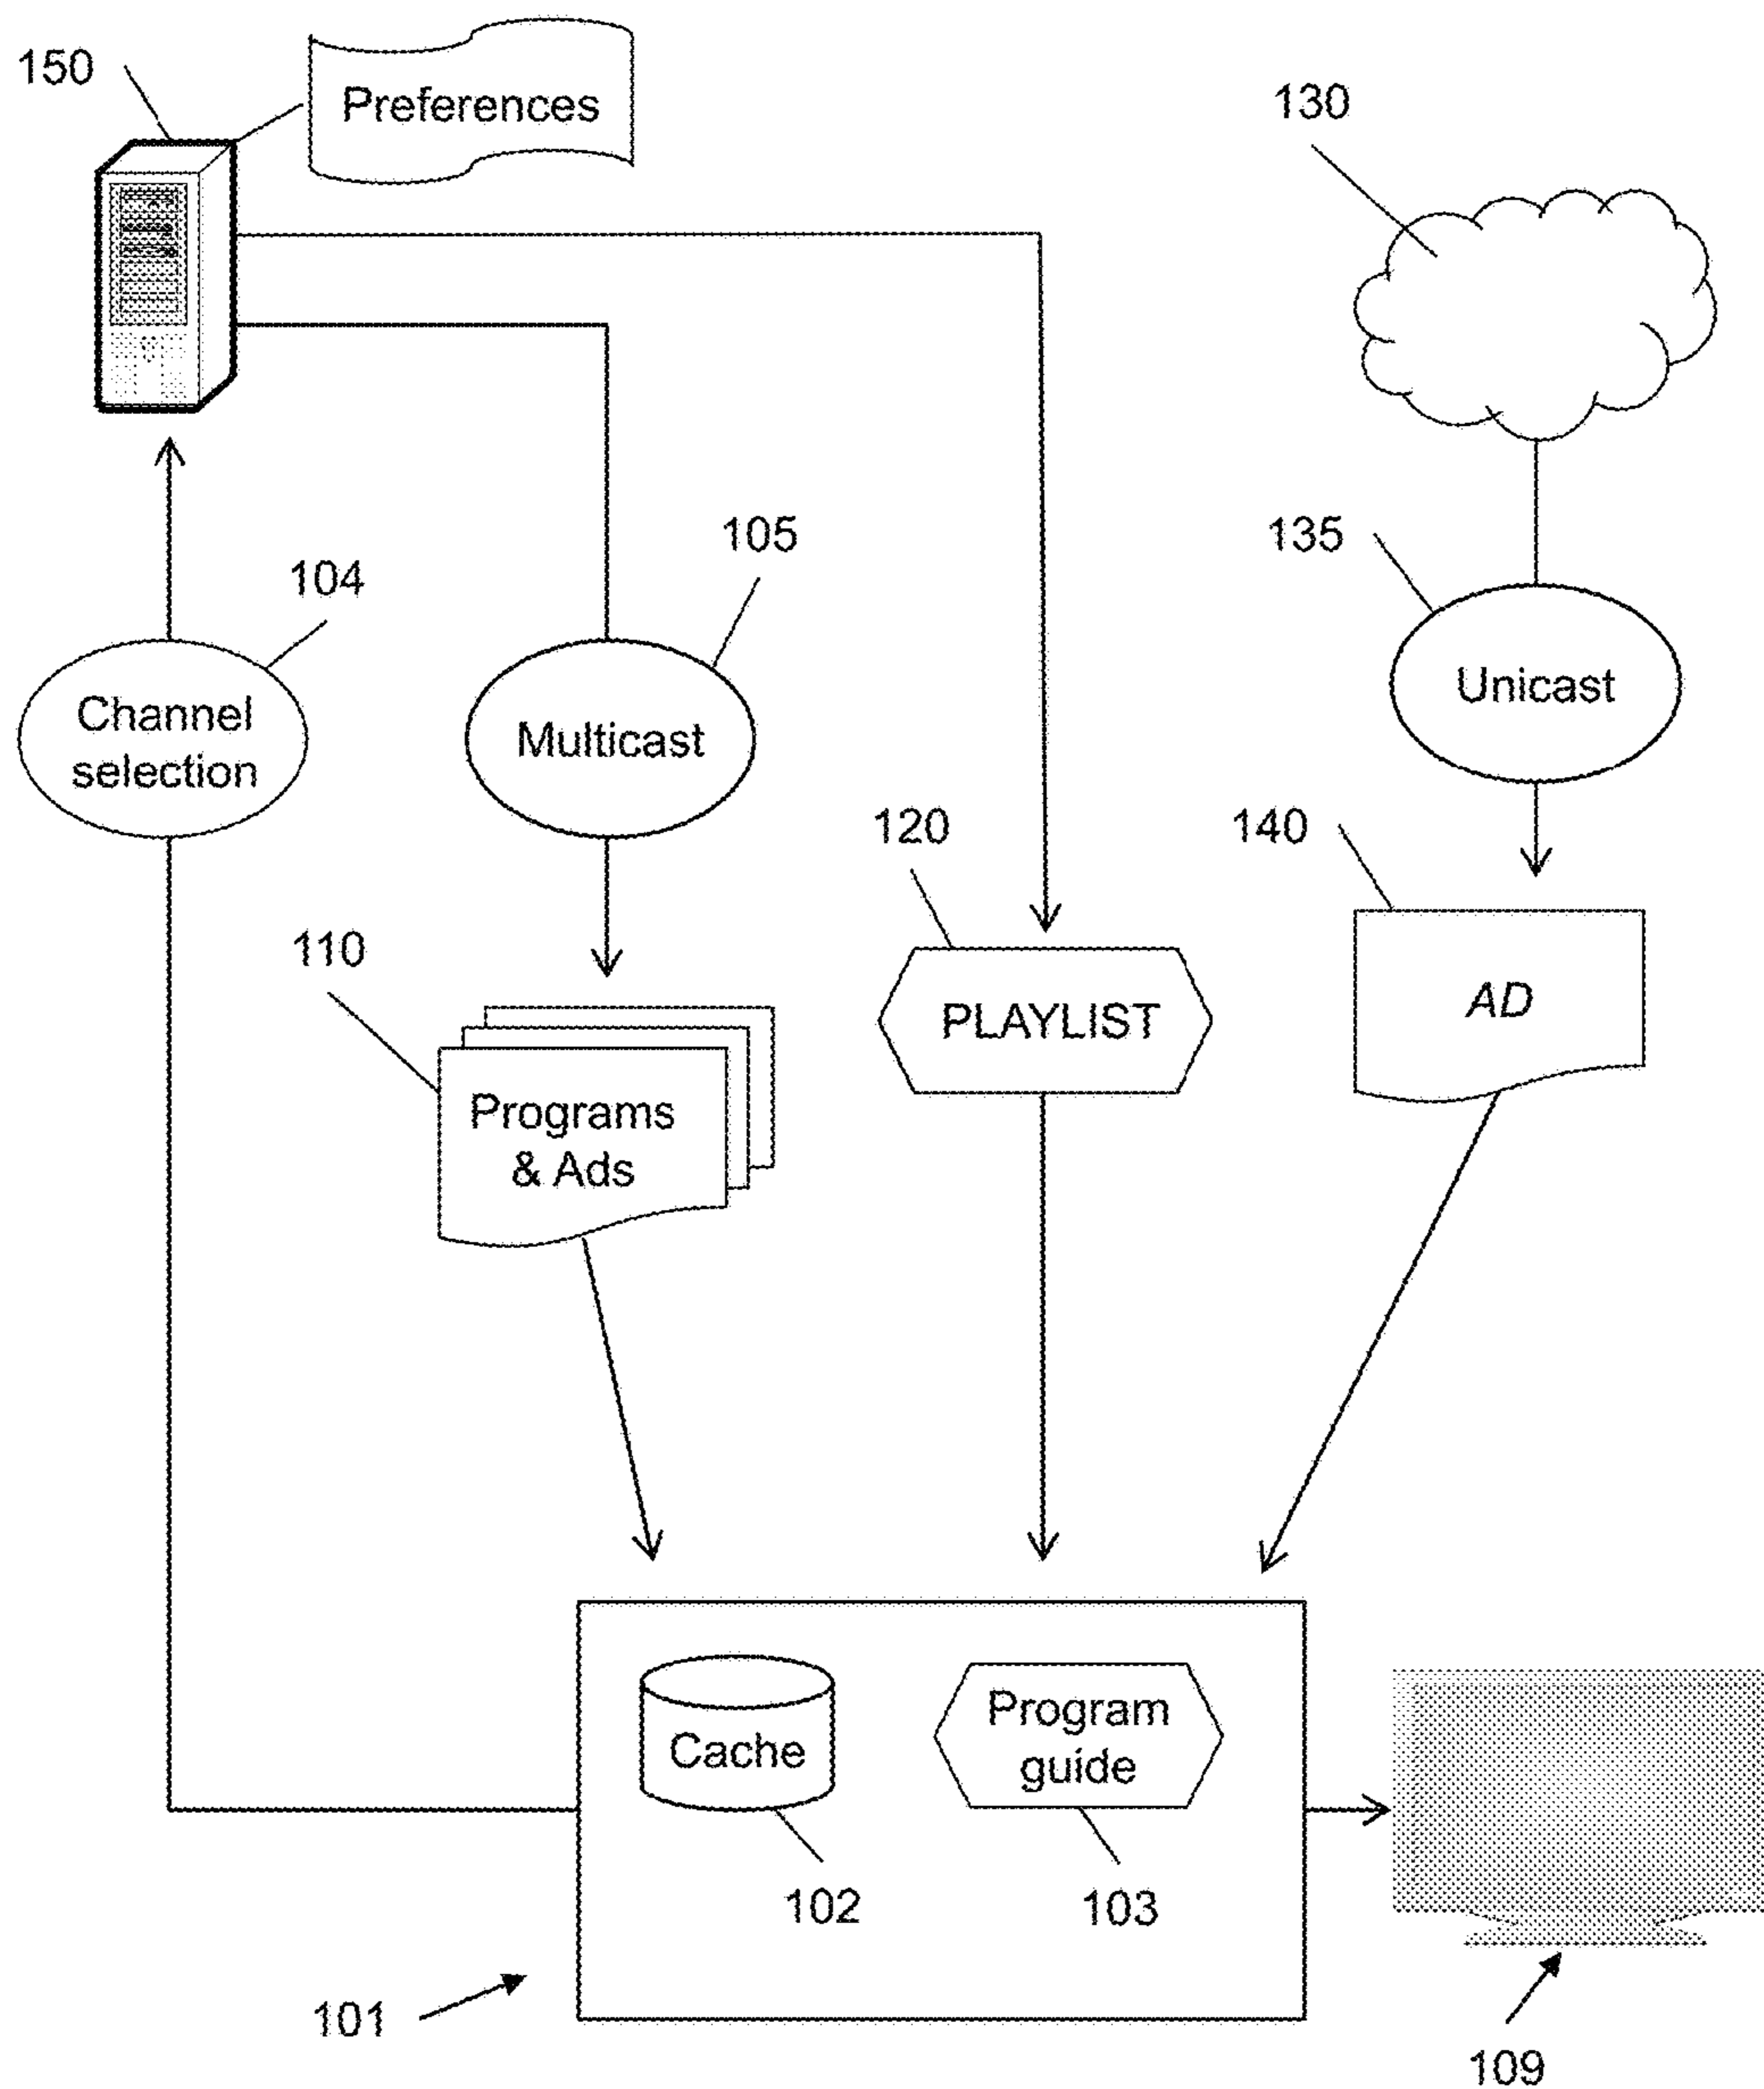 150
Preferences
130
105
135
104
Channel
selection
Multicast
Unicast
120
140
110
PLAYLIST
AD
Programs
& Ads
Cache
Program
guide
102
103
101
109